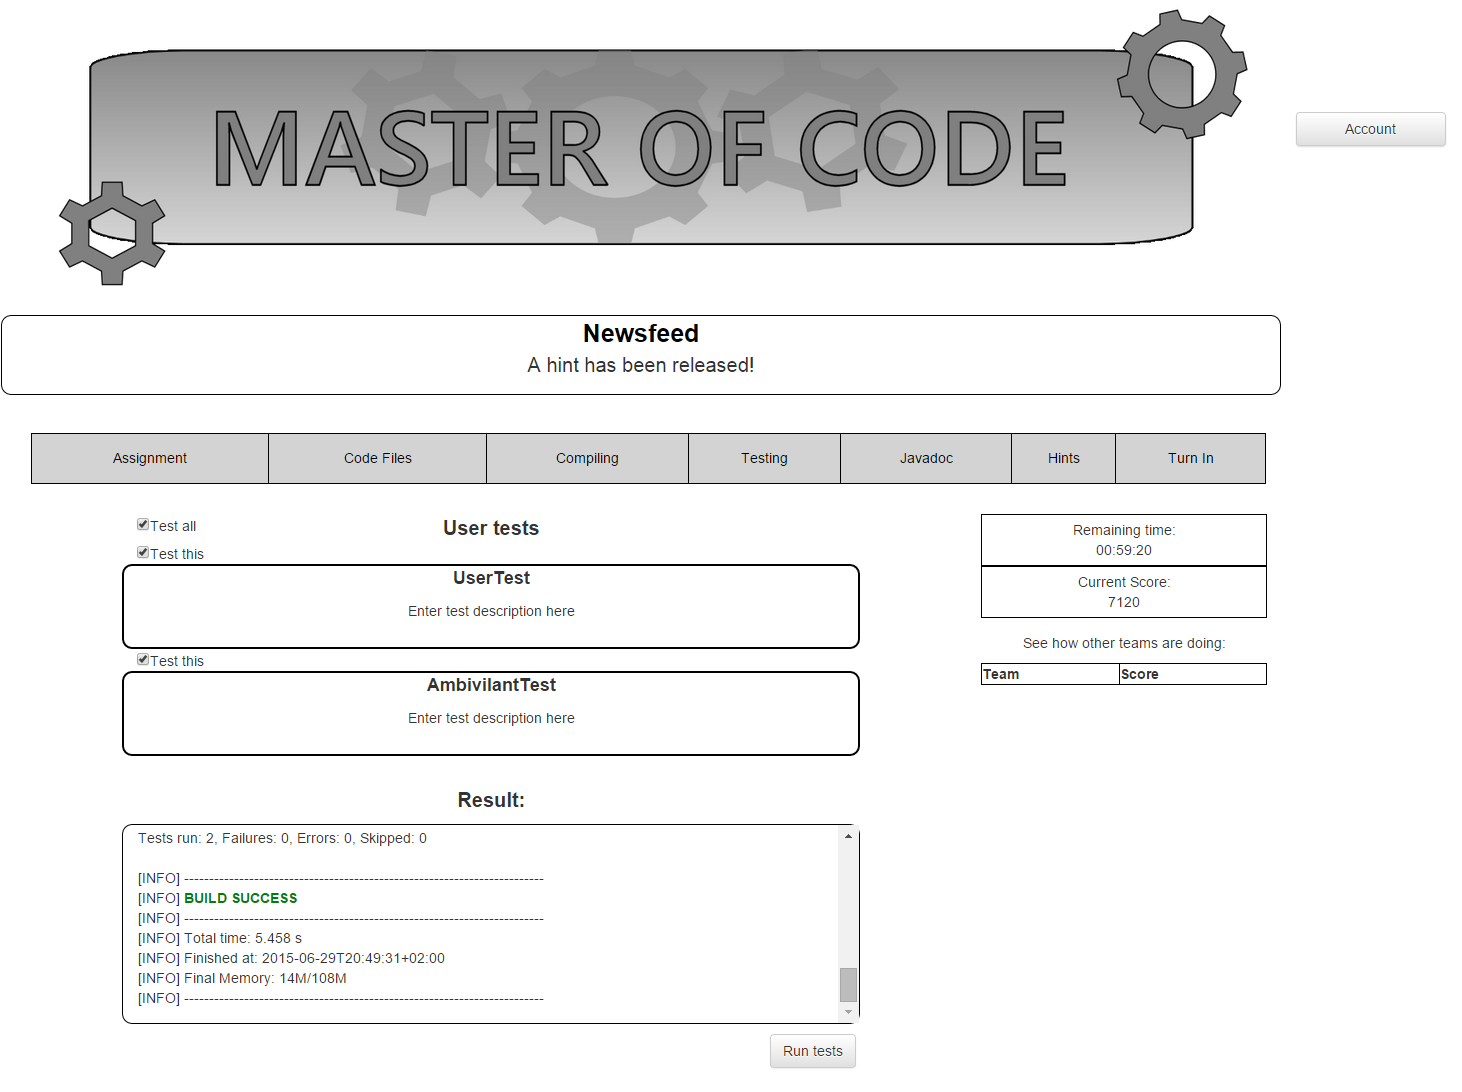 MASTER OF CODE
Account
Newsfeed
A hint has been released!
Assignment Code Files Compiling Testing Javadoc Hints Turn In
Test all
User tests
Test this
UserTest
Enter test description here
Test this
AmbivilantTest
Enter test description here
Remaining time:
00:59:20
Current Score:
7120
See how other teams are doing:
Team Score
Result:
Tests run: 2, Failures: 0, Errors: 0, Skipped: 0
[INFO] ------------------------------------------------------------------------
[INFO] BUILD SUCCESS
[INFO] ------------------------------------------------------------------------
[INFO] Total time: 5.458 s
[INFO] Finished at: 2015-06-29T20:49:31+02:00
[INFO] Final Memory: 14M/108M
[INFO] ------------------------------------------------------------------------
Run tests